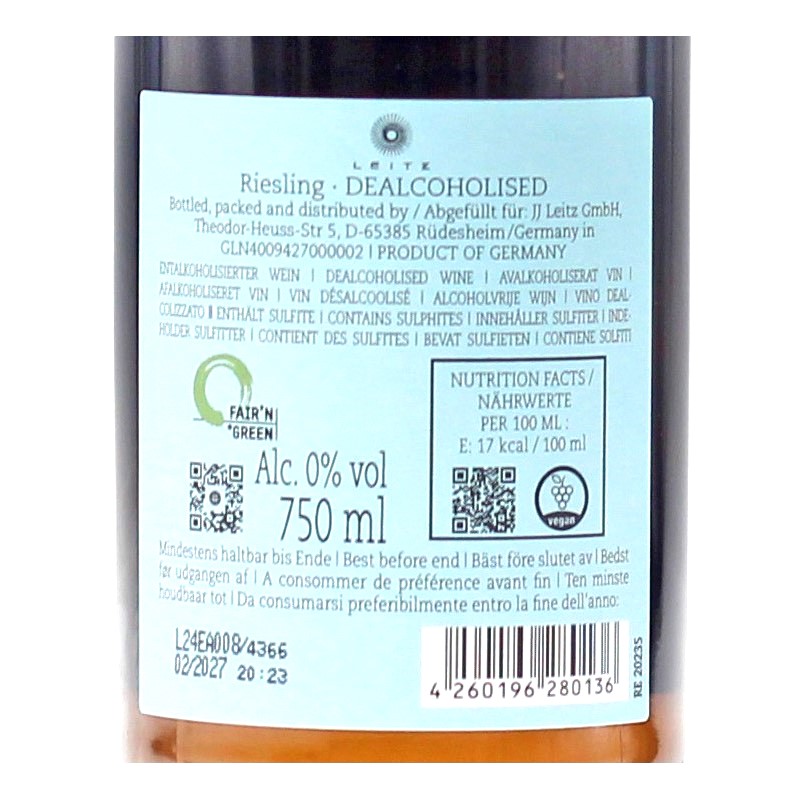 LEITZ
Riesling · DEALCOHOLISED
Bottled, packed and distributed by / Abgefüllt für: JJ Leitz GmbH,
Theodor-Heuss-Str 5, D-65385 Rüdesheim/Germany in
GLN4009427000002 | PRODUCT OF GERMANY
ENTALKOHOLISIERTER WEIN | DEALCOHOLISED WINE | AVALKOHOLISERAT VIN |
AFALKOHOLISERET VIN | VIN DÉSALCOOLISÉ | ALCOHOLVRIJE WIJN | VINO DEAL-
COLIZZATO || ENTHÄLT SULFITE | CONTAINS SULPHITES | INNEHÅLLER SULFITER | INDE-
HOLDER SULFITTER | CONTIENT DES SULFITES | BEVAT SULFIETEN | CONTIENE SOLFITI
FAIR'N
*GREEN
NUTRITION FACTS /
NÄHRWERTE
PER 100 ML :
E: 17 kcal / 100 ml
vegan
Alc. 0% vol
750 ml
Mindestens haltbar bis Ende | Best before end | Bäst före slutet av | Bedst
før udgangen af | A consommer de préférence avant fin | Ten minste
houdbaar tot | Da consumarsi preferibilmente entro la fine dell'anno:
L24EA008/4366
02/2027 20:23
4 260196 280136
RE 20235